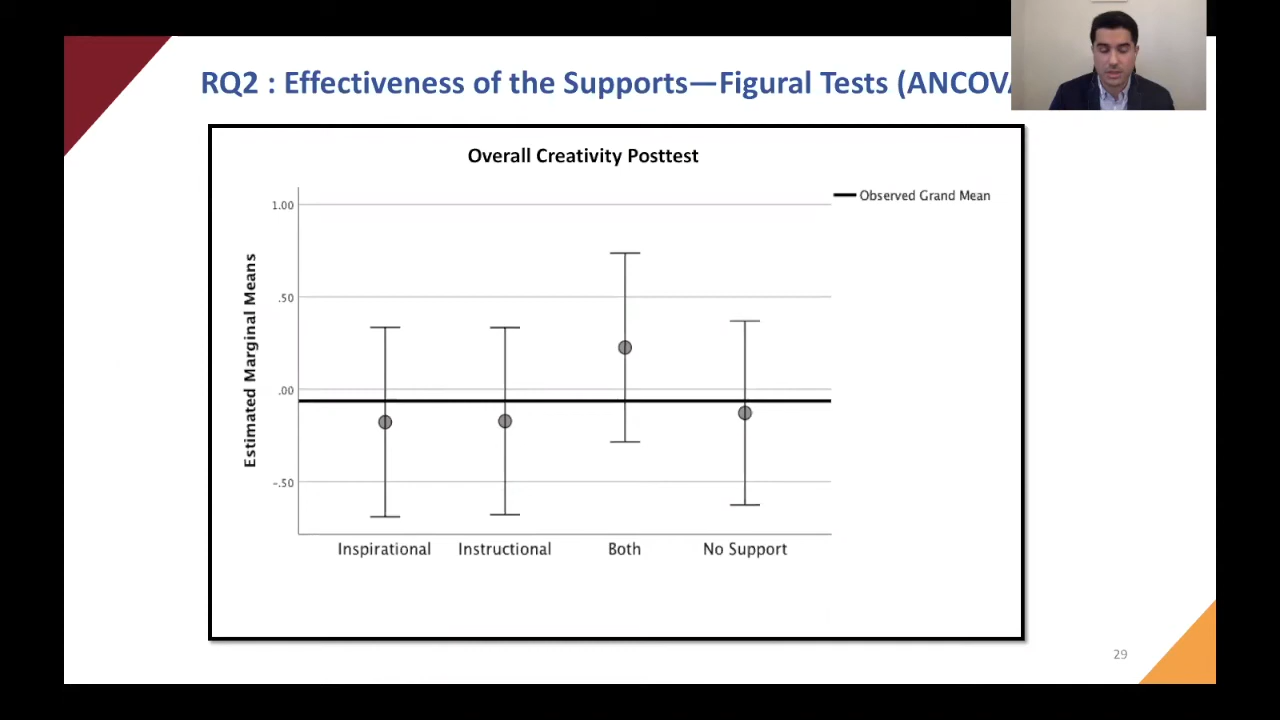 RQ2 : Effectiveness of the Supports—Figural Tests (ANCOVA
Overall Creativity Posttest
Observed Grand Mean
Estimated Marginal Means
1.00
.50
.00
-.50
Inspirational Instructional Both No Support
29